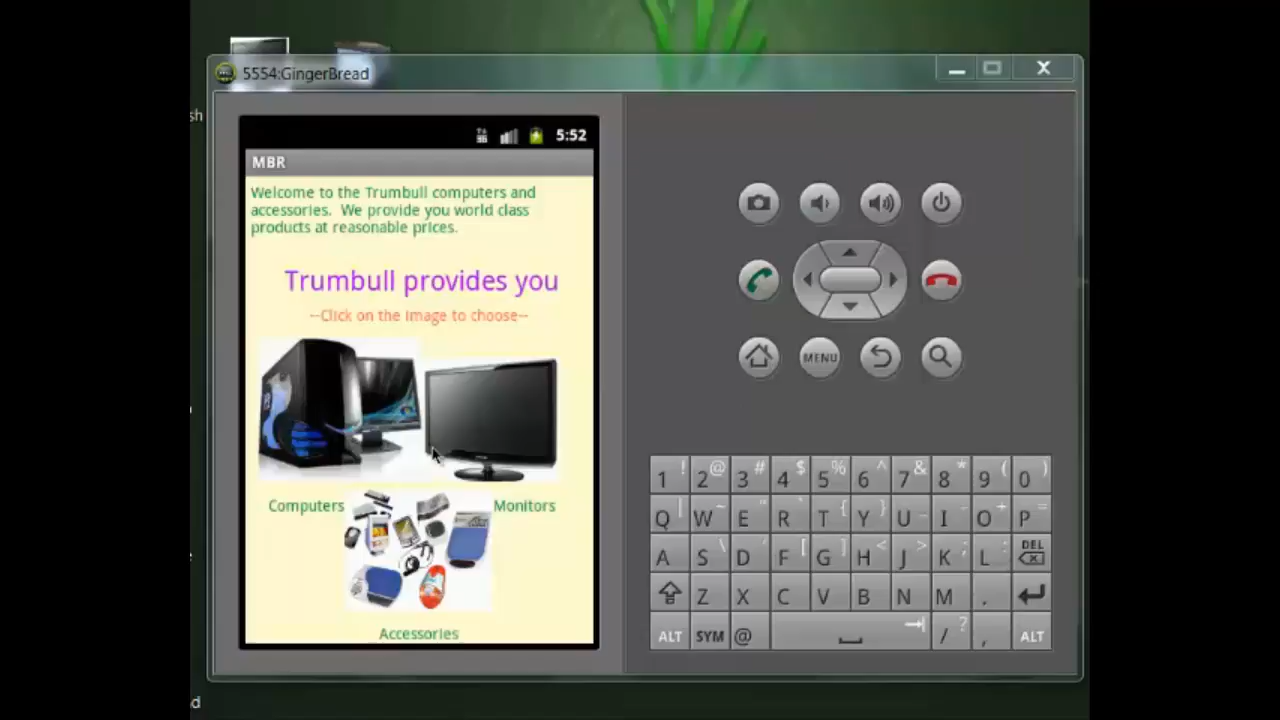 sh
5554:GingerBread
5:52
MBR
Welcome to the Trumbull computers and
accessories.  We provide you world class
products at reasonable prices.
Trumbull provides you
--Click on the image to choose--
Computers
Monitors
Accessories
MENU
1 ! 2 @ 3 # 4 $ 5 % 6 ^ 7 & 8 * 9 ( 0 )
Q | W ~ E " R ` T { Y } U _ I - O + P =
A S \ D ' F [ G ] H < J > K ; L : DEL
Z X C V B N M .
ALT SYM @ / ? , ALT
d